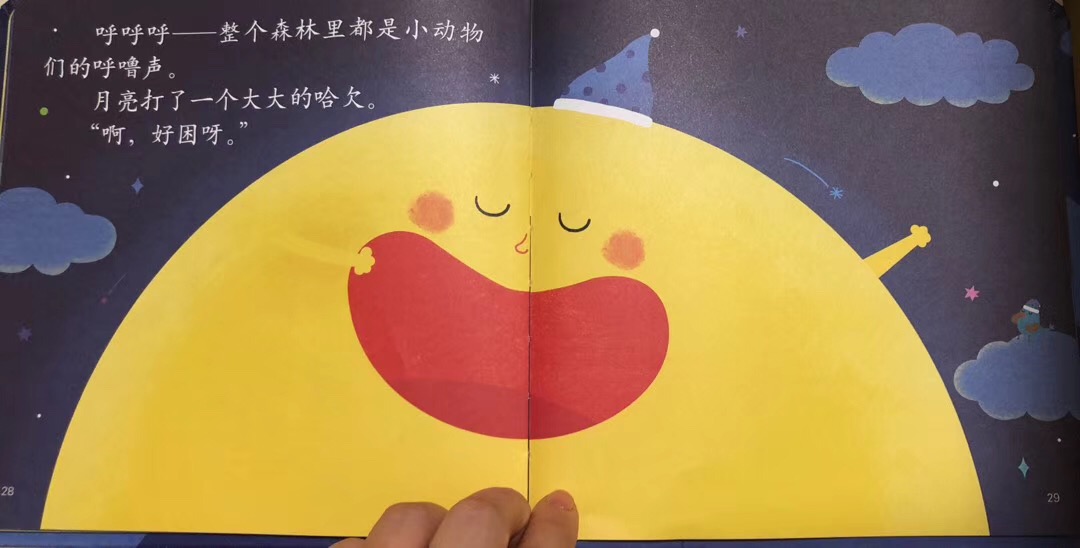 呼呼呼——整个森林里都是小动物
们的呼噜声。
月亮打了一个大大的哈欠。
“啊，好困呀。”
28
29